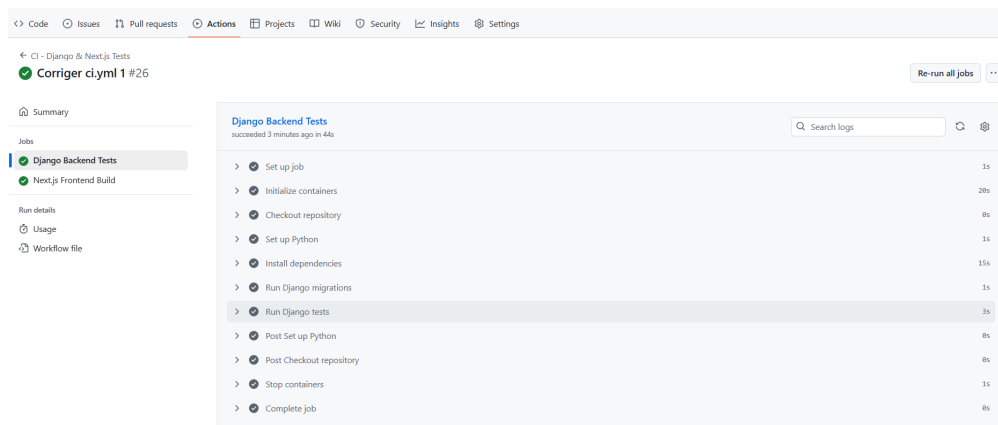 Code Issues Pull requests Actions Projects Wiki Security Insights Settings
CI - Django & Next.js Tests
Corriger ci.yml 1 #26
Re-run all jobs
Summary
Jobs
Django Backend Tests
Next.js Frontend Build
Run details
Usage
Workflow file
Django Backend Tests
succeeded 3 minutes ago in 44s
Search logs
Set up job 1s
Initialize containers 20s
Checkout repository 0s
Set up Python 1s
Install dependencies 15s
Run Django migrations 1s
Run Django tests 3s
Post Set up Python 0s
Post Checkout repository 0s
Stop containers 1s
Complete job 0s